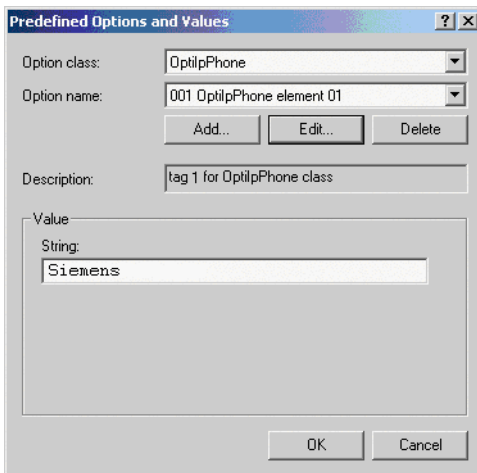 Predefined Options and Values
Option class: OptiIpPhone
Option name: 001 OptiIpPhone element 01
Add... Edit... Delete
Description: tag 1 for OptiIpPhone class
Value
String:
Siemens
OK Cancel